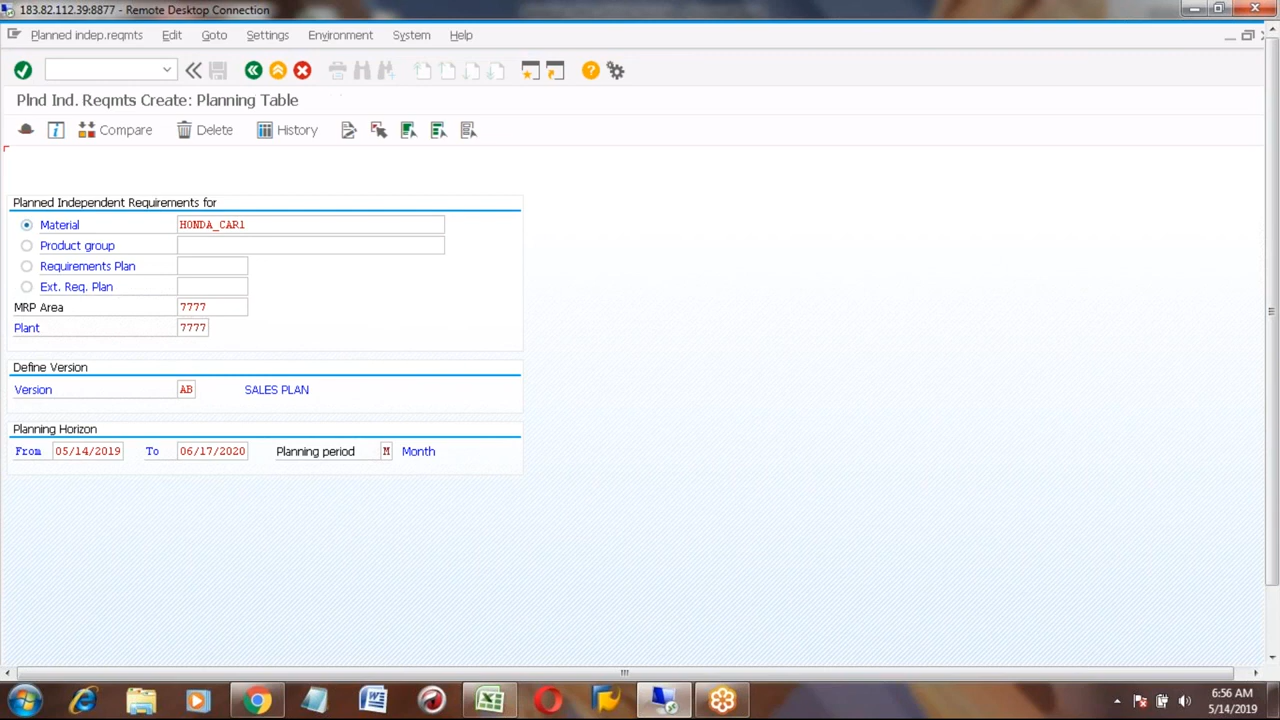 183.82.112.39:8877 - Remote Desktop Connection
Planned indep.reqmts Edit Goto Settings Environment System Help
Plnd Ind. Reqmts Create: Planning Table
Compare Delete History
Planned Independent Requirements for
Material HONDA_CAR1
Product group
Requirements Plan
Ext. Req. Plan
MRP Area 7777
Plant 7777
Define Version
Version AB SALES PLAN
Planning Horizon
From 05/14/2019 To 06/17/2020 Planning period M Month
6:56 AM
5/14/2019